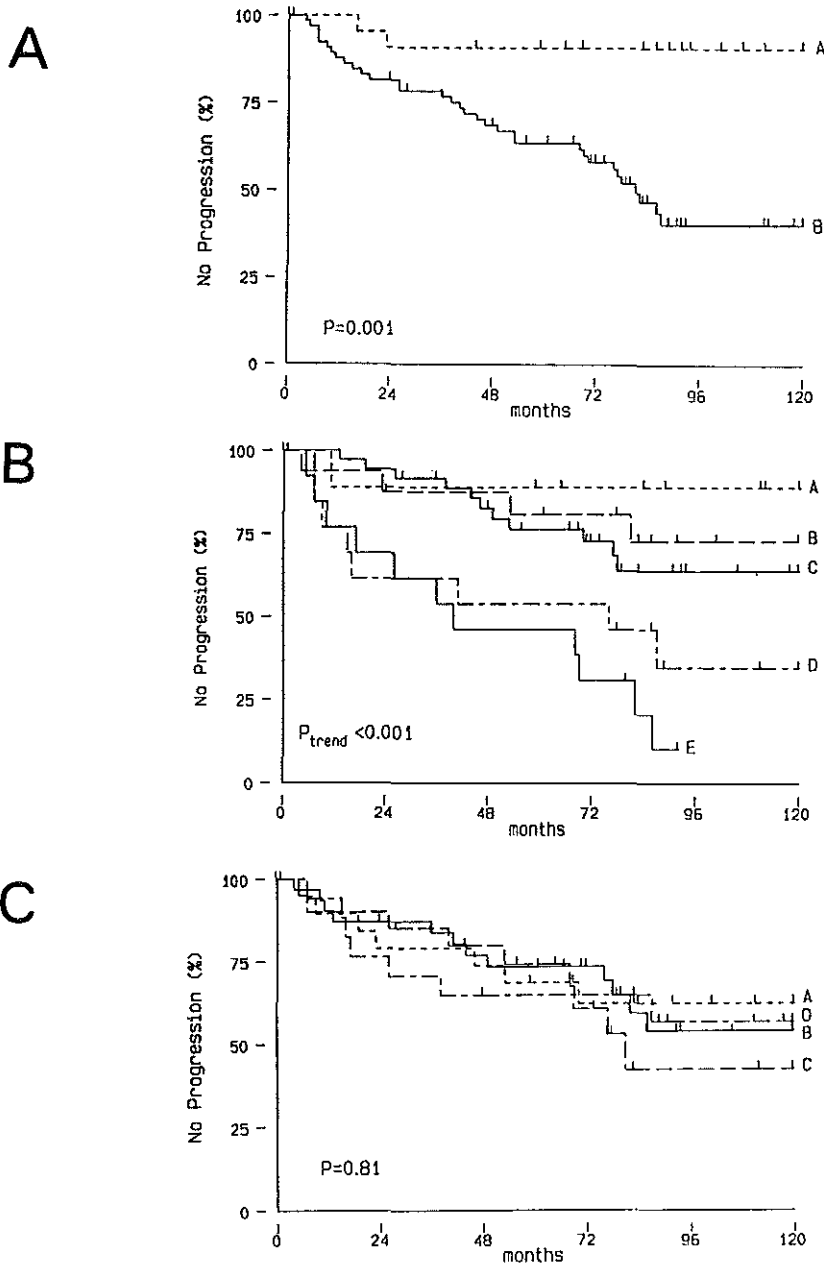 A
No Progression (%)
100
75
50
25
0
A
B
P=0.001
0 24 48 72 96 120
months
B
No Progression (%)
100
75
50
25
0
A
B
C
D
E
Ptrend <0.001
0 24 48 72 96 120
months
C
No Progression (%)
100
75
50
25
0
A
D
B
C
P=0.81
0 24 48 72 96 120
months